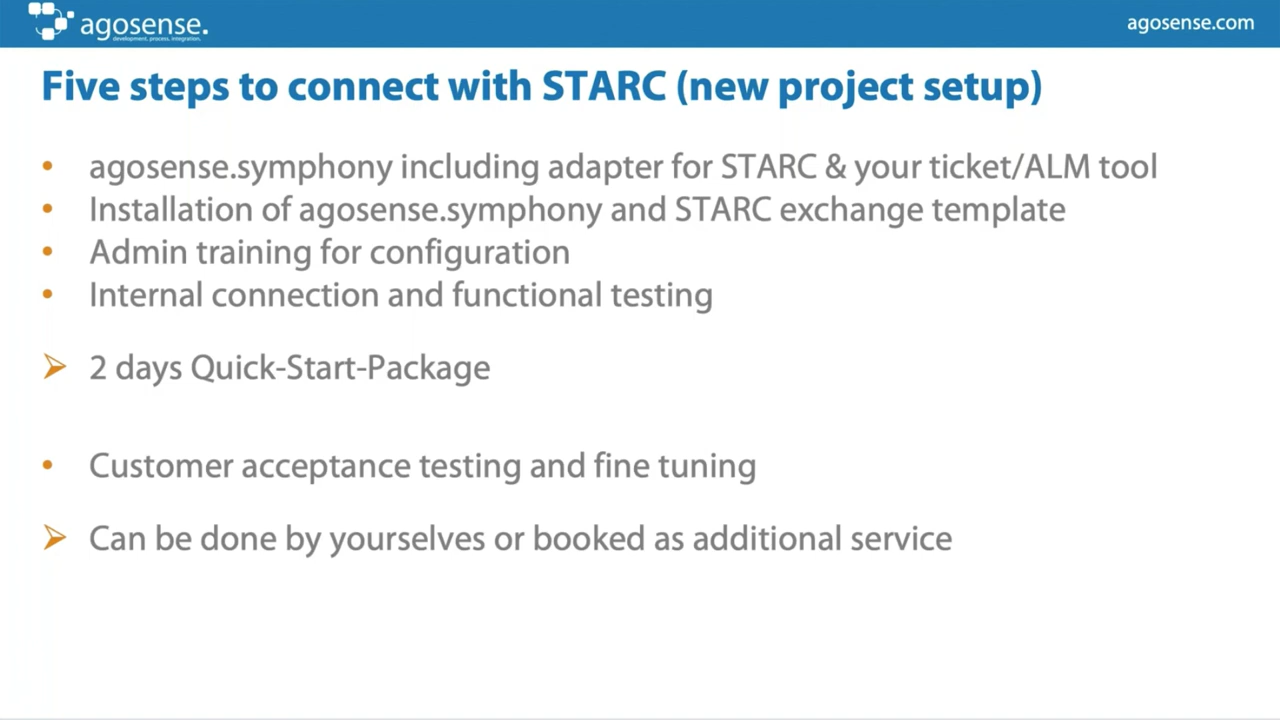 agosense.
development, process, integration.
agosense.com
Five steps to connect with STARC (new project setup)
• agosense.symphony including adapter for STARC & your ticket/ALM tool
• Installation of agosense.symphony and STARC exchange template
• Admin training for configuration
• Internal connection and functional testing
➢ 2 days Quick-Start-Package
• Customer acceptance testing and fine tuning
➢ Can be done by yourselves or booked as additional service